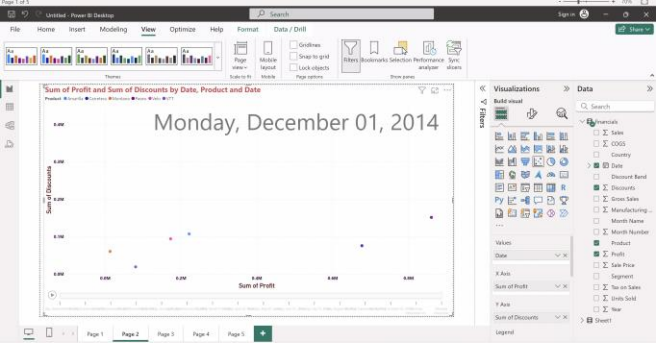 Page 1 of 5
Untitled - Power BI Desktop
Search
Sign in
File Home Insert Modeling View Optimize Help Format Data / Drill
Share
Aa Aa Aa Aa Aa Aa
Page view
Mobile layout
Gridlines
Snap to grid
Lock objects
Filters
Bookmarks
Selection
Performance analyzer
Sync slicers
Themes
Scale to fit
Mobile
Page options
Show panes
Sum of Profit and Sum of Discounts by Date, Product and Date
Product
Monday, December 01, 2014
Sum of Discounts
Sum of Profit
Filters
Visualizations
Build visual
Values
Date
X Axis
Sum of Profit
Y Axis
Sum of Discounts
Legend
Data
Search
financials
Sales
COGS
Country
Date
Discount Band
Discounts
Gross Sales
Manufacturing...
Month Name
Month Number
Product
Profit
Sale Price
Segment
Tax on Sales
Units Sold
Year
Sheet1
Page 1 Page 2 Page 3 Page 4 Page 5